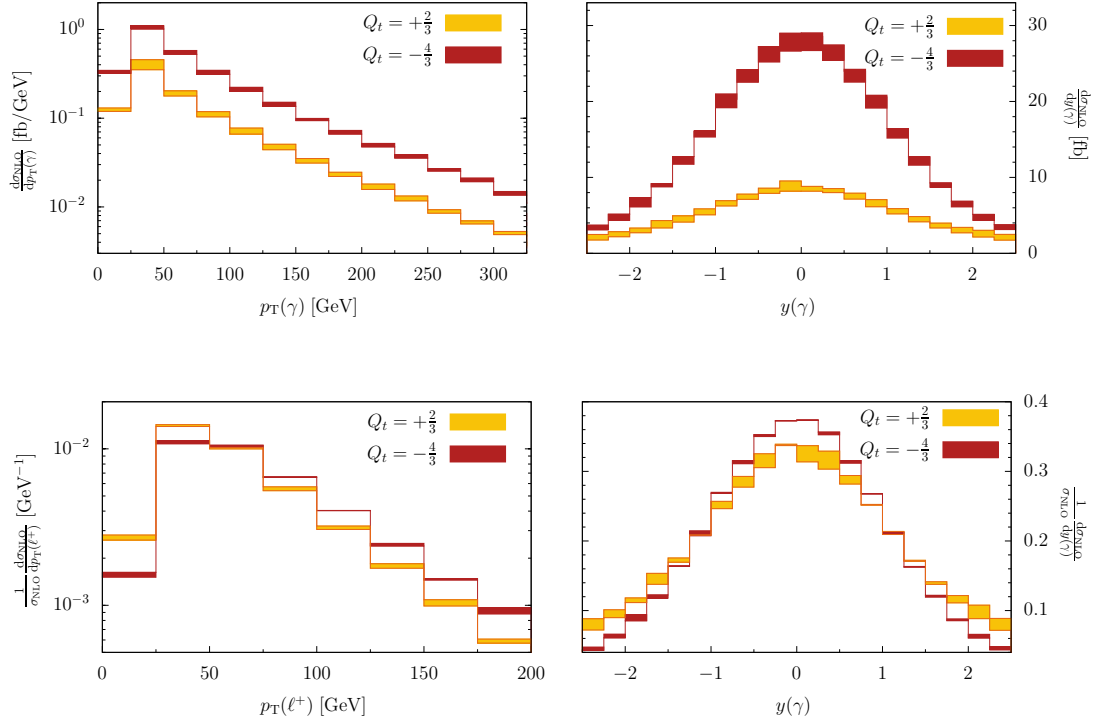 dσ_NLO/dp_T(γ) [fb/GeV]
10^0
10^−1
10^−2
Q_t = +2/3
Q_t = −4/3
0 50 100 150 200 250 300
p_T(γ) [GeV]
Q_t = +2/3
Q_t = −4/3
30
20
10
0
dσ_NLO/dy(γ) [fb]
−2 −1 0 1 2
y(γ)
1/σ_NLO dσ_NLO/dp_T(ℓ^+) [GeV^−1]
10^−2
10^−3
Q_t = +2/3
Q_t = −4/3
0 50 100 150 200
p_T(ℓ^+) [GeV]
Q_t = +2/3
Q_t = −4/3
0.4
0.3
0.2
0.1
1/σ_NLO dσ_NLO/dy(γ)
−2 −1 0 1 2
y(γ)